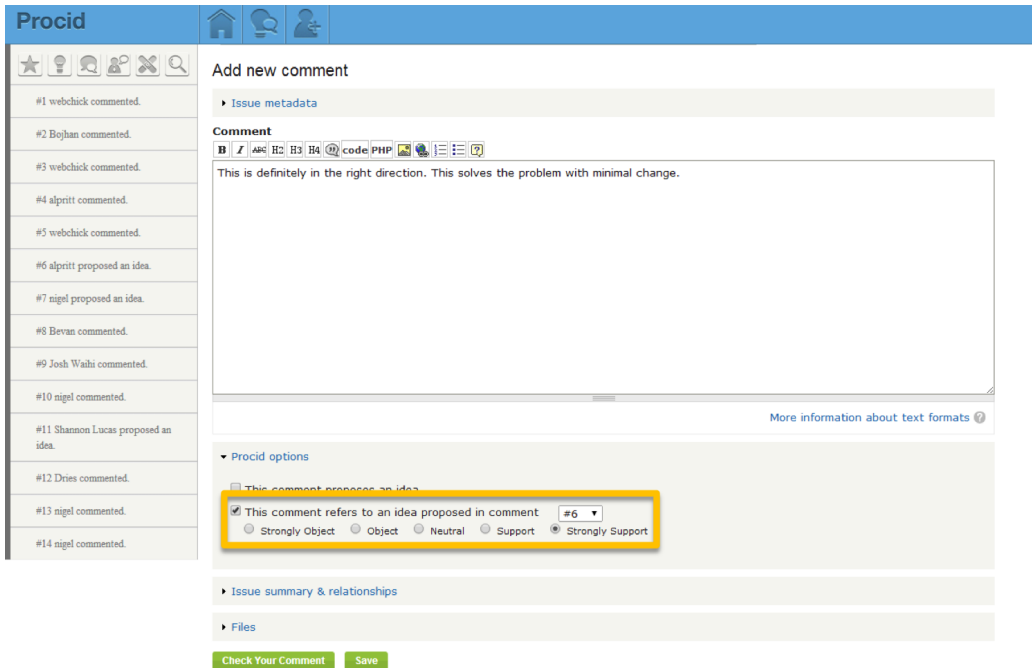 Procid
#1 webchick commented.
#2 Bojhan commented.
#3 webchick commented.
#4 alpritt commented.
#5 webchick commented.
#6 alpritt proposed an idea.
#7 nigel proposed an idea.
#8 Bevan commented.
#9 Josh Waihi commented.
#10 nigel commented.
#11 Shannon Lucas proposed an
idea.
#12 Dries commented.
#13 nigel commented.
#14 nigel commented.
Add new comment
Issue metadata
Comment
B I ABC H2 H3 H4 code PHP
This is definitely in the right direction. This solves the problem with minimal change.
More information about text formats
Procid options
This comment proposes an idea
This comment refers to an idea proposed in comment #6
Strongly Object Object Neutral Support Strongly Support
Issue summary & relationships
Files
Check Your Comment Save